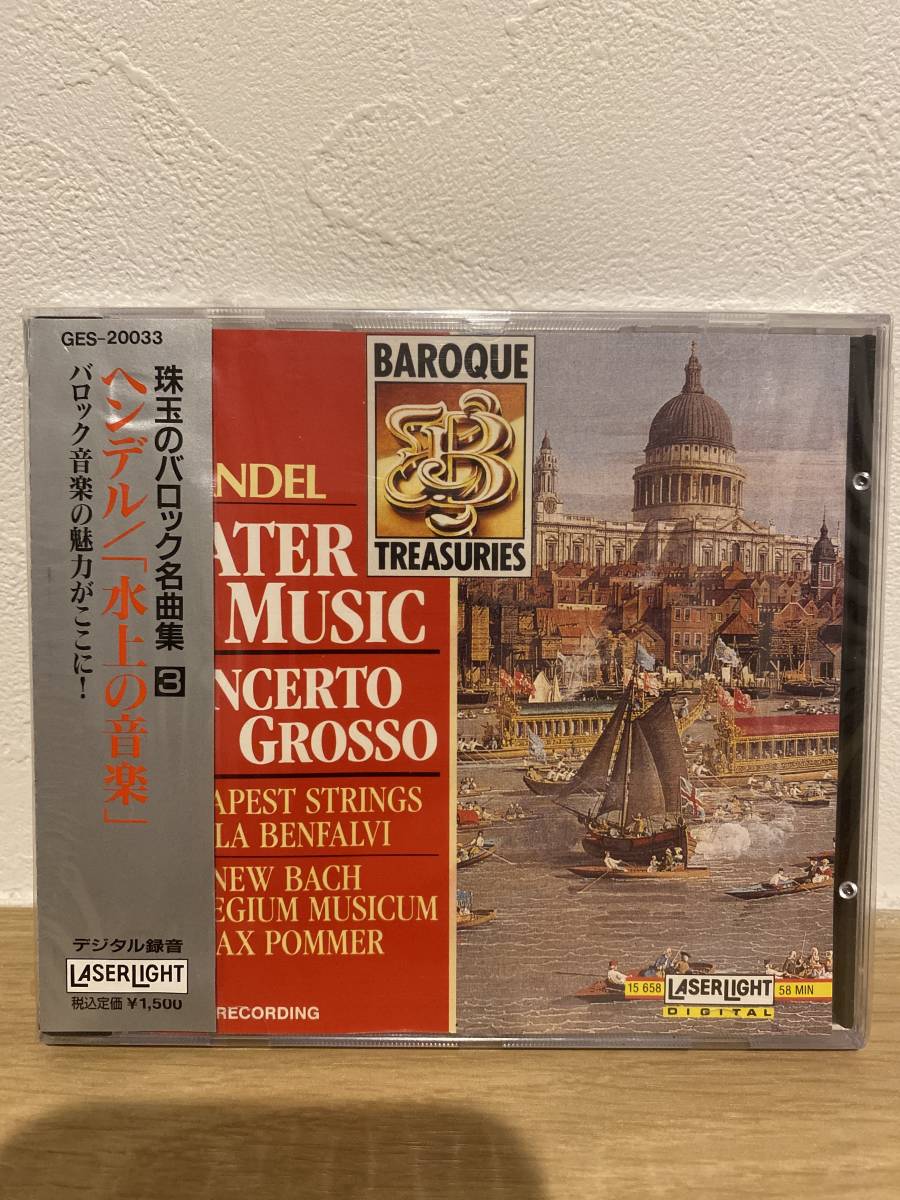 GES-20033
珠玉のバロック名曲集 3
ヘンデル/「水上の音楽」
バロック音楽の魅力がここに!
デジタル録音
LASERLIGHT
税込定価 ¥1,500
BAROQUE
B
TREASURIES
NDEL
ATER
MUSIC
NCERTO
GROSSO
APEST STRINGS
LA BENFALVI
NEW BACH
EGIUM MUSICUM
AX POMMER
RECORDING
15 658 LASERLIGHT 58 MIN
DIGITAL